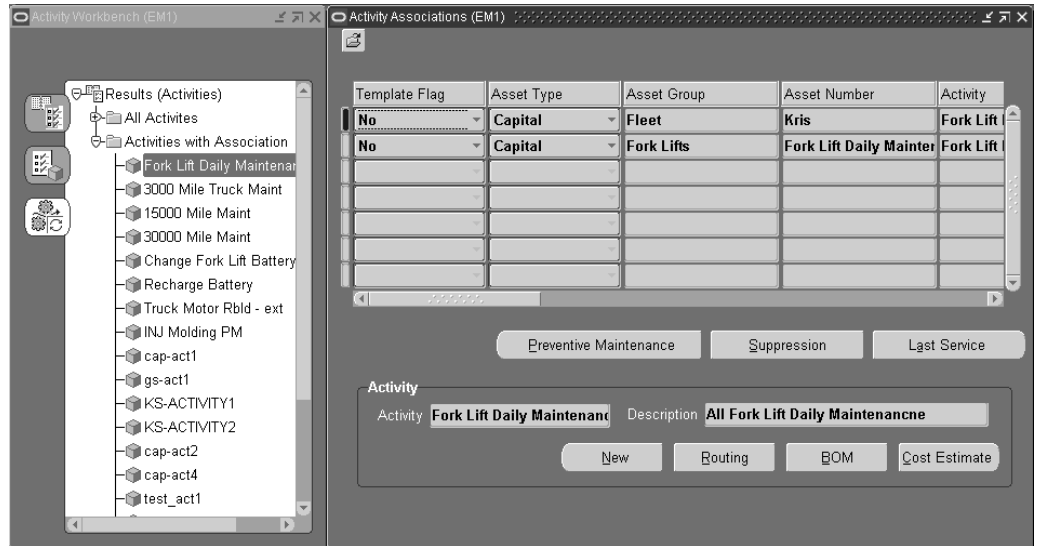 Activity Workbench (EM1)
Results (Activities)
All Activites
Activities with Association
Fork Lift Daily Maintenar
3000 Mile Truck Maint
15000 Mile Maint
30000 Mile Maint
Change Fork Lift Battery
Recharge Battery
Truck Motor Rbld - ext
INJ Molding PM
cap-act1
gs-act1
KS-ACTIVITY1
KS-ACTIVITY2
cap-act2
cap-act4
test_act1
Activity Associations (EM1)
Template Flag Asset Type Asset Group Asset Number Activity
No Capital Fleet Kris Fork Lift
No Capital Fork Lifts Fork Lift Daily Mainter Fork Lift
Preventive Maintenance Suppression Last Service
Activity
Activity Fork Lift Daily Maintenanc Description All Fork Lift Daily Maintenancne
New Routing BOM Cost Estimate